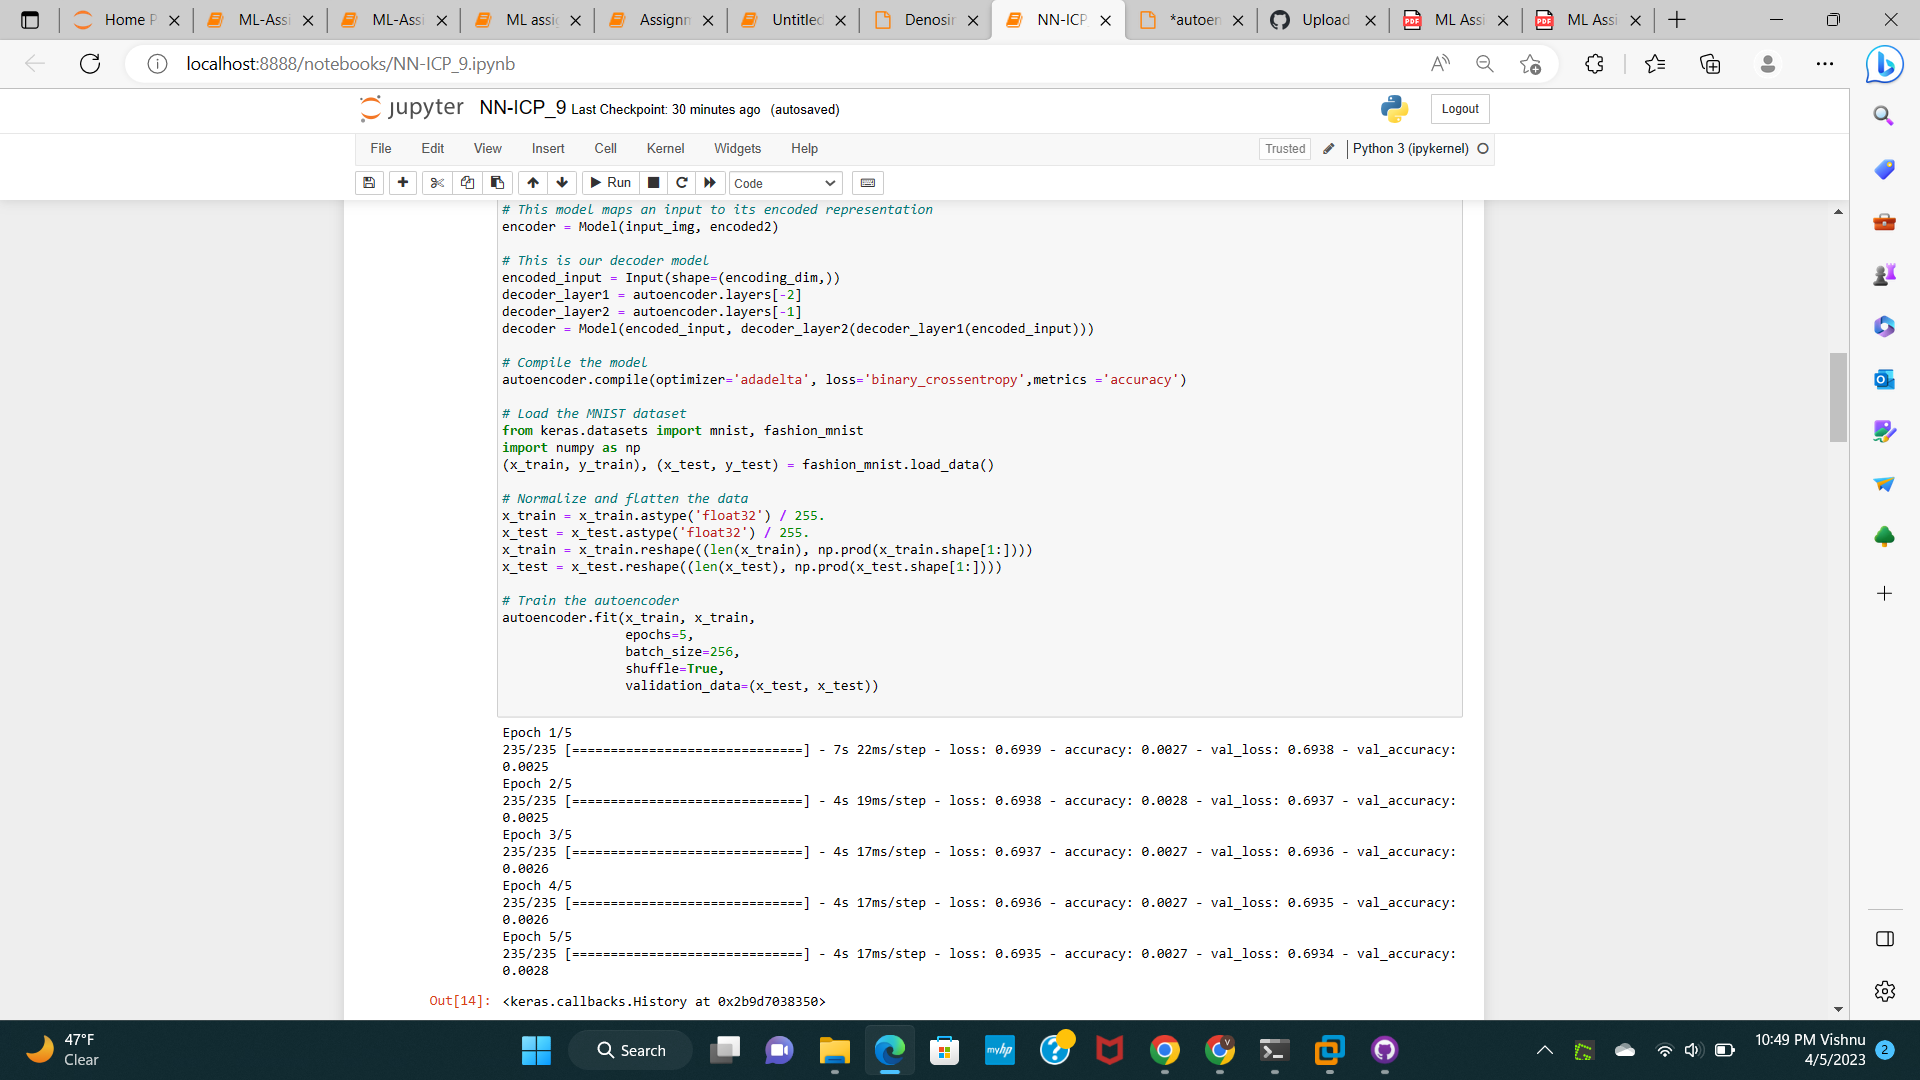 Home P
ML-Assi
ML-Assi
ML assi
Assignm
Untitled
Denosin
NN-ICP
*autoen
Upload
ML Assi
ML Assi
localhost:8888/notebooks/NN-ICP_9.ipynb
jupyter NN-ICP_9 Last Checkpoint: 30 minutes ago (autosaved)
Logout
File Edit View Insert Cell Kernel Widgets Help
Trusted Python 3 (ipykernel)
Run Code
# This model maps an input to its encoded representation
encoder = Model(input_img, encoded2)
# This is our decoder model
encoded_input = Input(shape=(encoding_dim,))
decoder_layer1 = autoencoder.layers[-2]
decoder_layer2 = autoencoder.layers[-1]
decoder = Model(encoded_input, decoder_layer2(decoder_layer1(encoded_input)))
# Compile the model
autoencoder.compile(optimizer='adadelta', loss='binary_crossentropy',metrics ='accuracy')
# Load the MNIST dataset
from keras.datasets import mnist, fashion_mnist
import numpy as np
(x_train, y_train), (x_test, y_test) = fashion_mnist.load_data()
# Normalize and flatten the data
x_train = x_train.astype('float32') / 255.
x_test = x_test.astype('float32') / 255.
x_train = x_train.reshape((len(x_train), np.prod(x_train.shape[1:])))
x_test = x_test.reshape((len(x_test), np.prod(x_test.shape[1:])))
# Train the autoencoder
autoencoder.fit(x_train, x_train,
epochs=5,
batch_size=256,
shuffle=True,
validation_data=(x_test, x_test))
Epoch 1/5
235/235 [==============================] - 7s 22ms/step - loss: 0.6939 - accuracy: 0.0027 - val_loss: 0.6938 - val_accuracy:
0.0025
Epoch 2/5
235/235 [==============================] - 4s 19ms/step - loss: 0.6938 - accuracy: 0.0028 - val_loss: 0.6937 - val_accuracy:
0.0025
Epoch 3/5
235/235 [==============================] - 4s 17ms/step - loss: 0.6937 - accuracy: 0.0027 - val_loss: 0.6936 - val_accuracy:
0.0026
Epoch 4/5
235/235 [==============================] - 4s 17ms/step - loss: 0.6936 - accuracy: 0.0027 - val_loss: 0.6935 - val_accuracy:
0.0026
Epoch 5/5
235/235 [==============================] - 4s 17ms/step - loss: 0.6935 - accuracy: 0.0027 - val_loss: 0.6934 - val_accuracy:
0.0028
Out[14]: <keras.callbacks.History at 0x2b9d7038350>
47°F
Clear
Search
myhp
10:49 PM Vishnu
4/5/2023
2